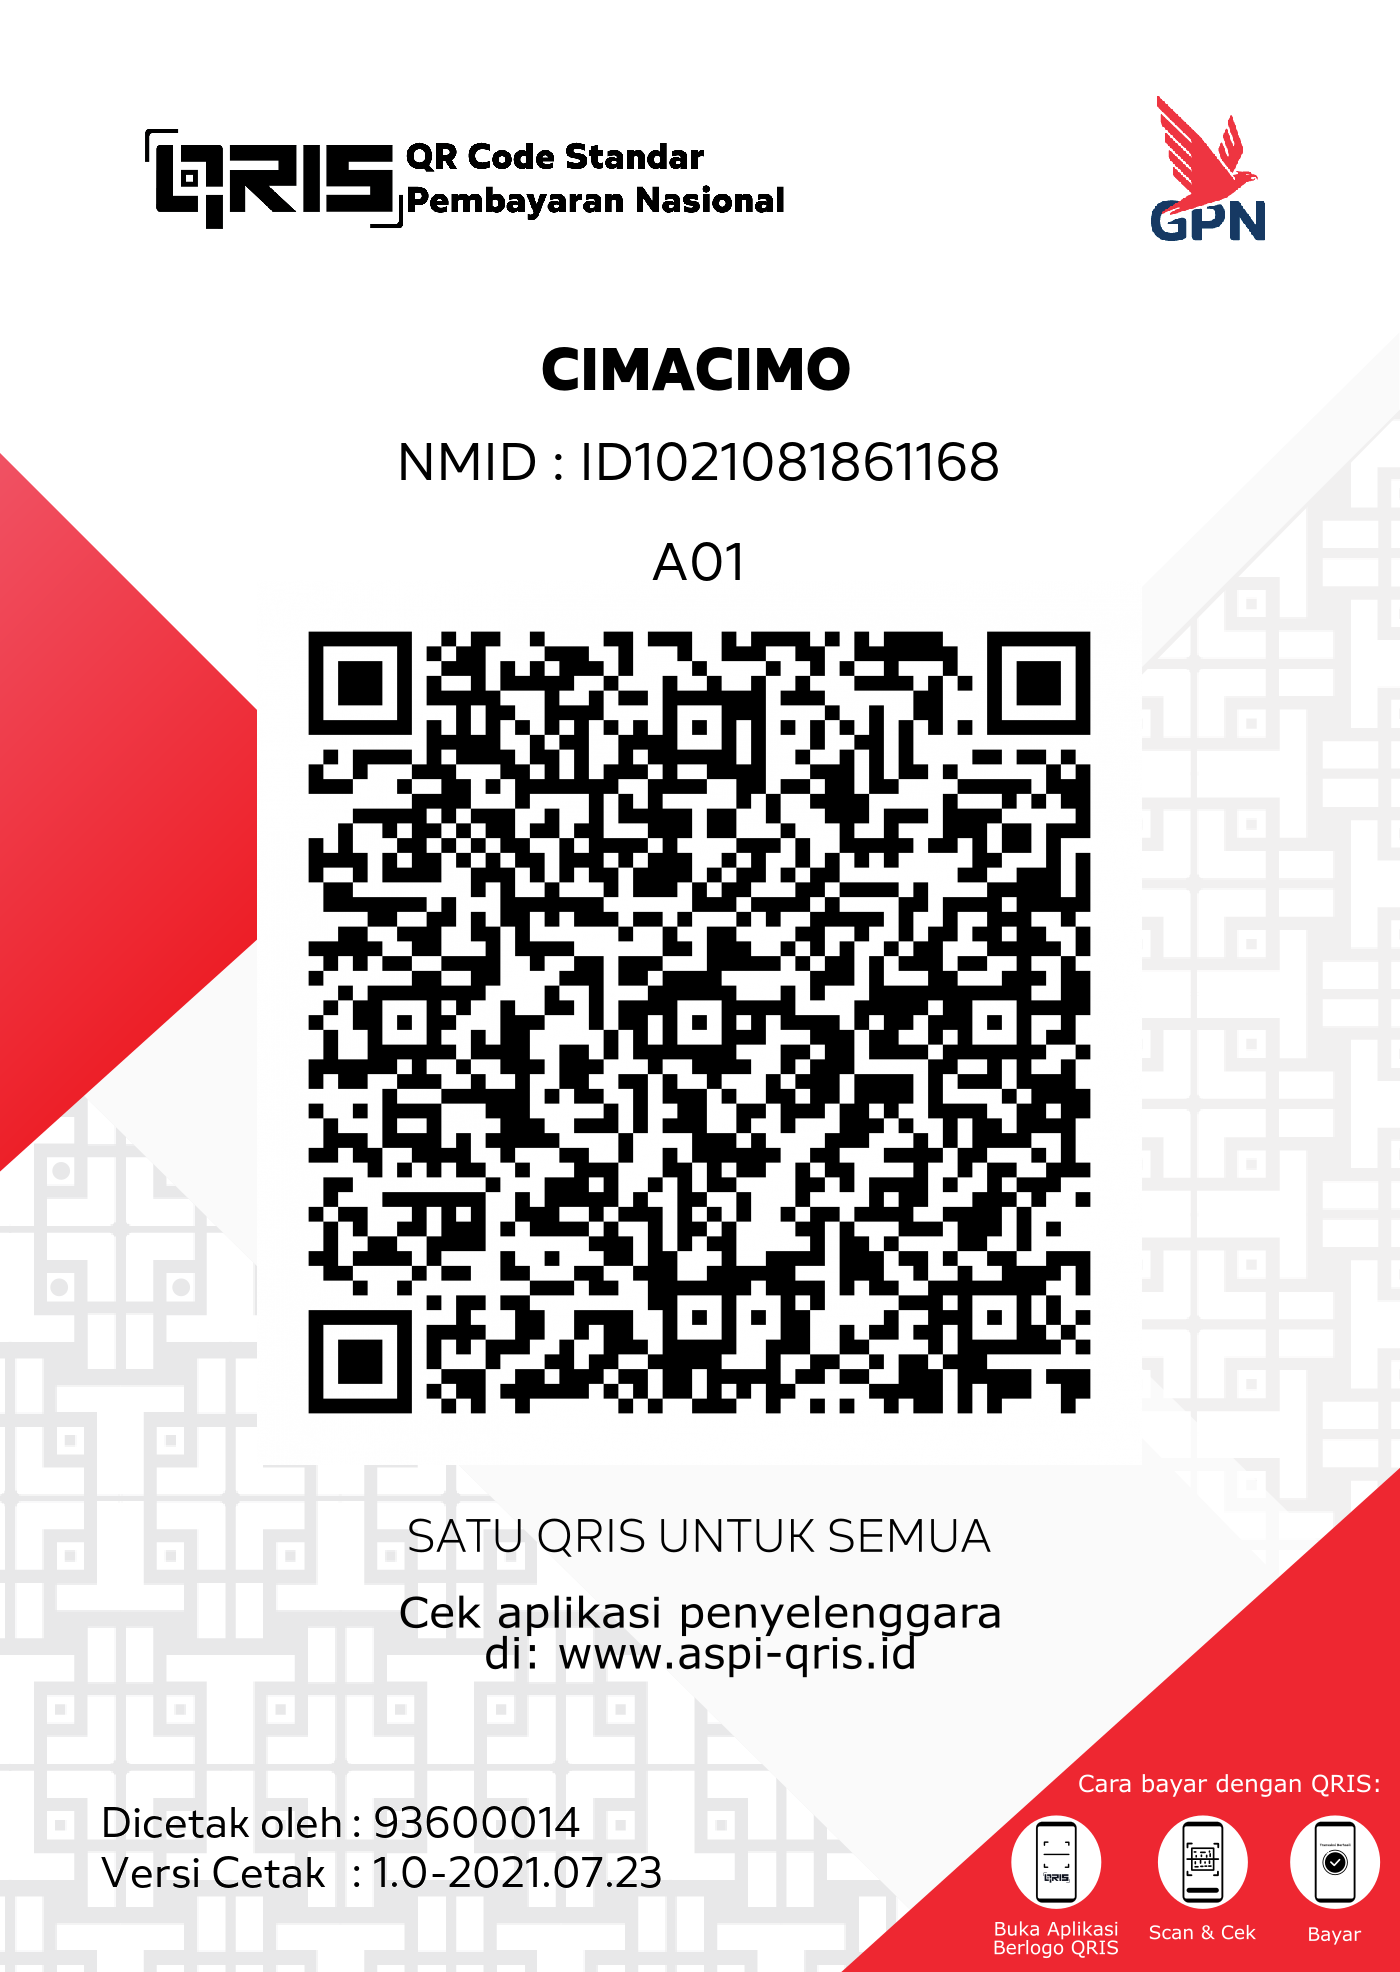 QRIS
QR Code Standar
Pembayaran Nasional
GPN
CIMACIMO
NMID : ID1021081861168
A01
SATU QRIS UNTUK SEMUA
Cek aplikasi penyelenggara
di: www.aspi-qris.id
Dicetak oleh : 93600014
Versi Cetak : 1.0-2021.07.23
Cara bayar dengan QRIS:
QRIS
Buka Aplikasi
Berlogo QRIS
Scan & Cek
Bayar